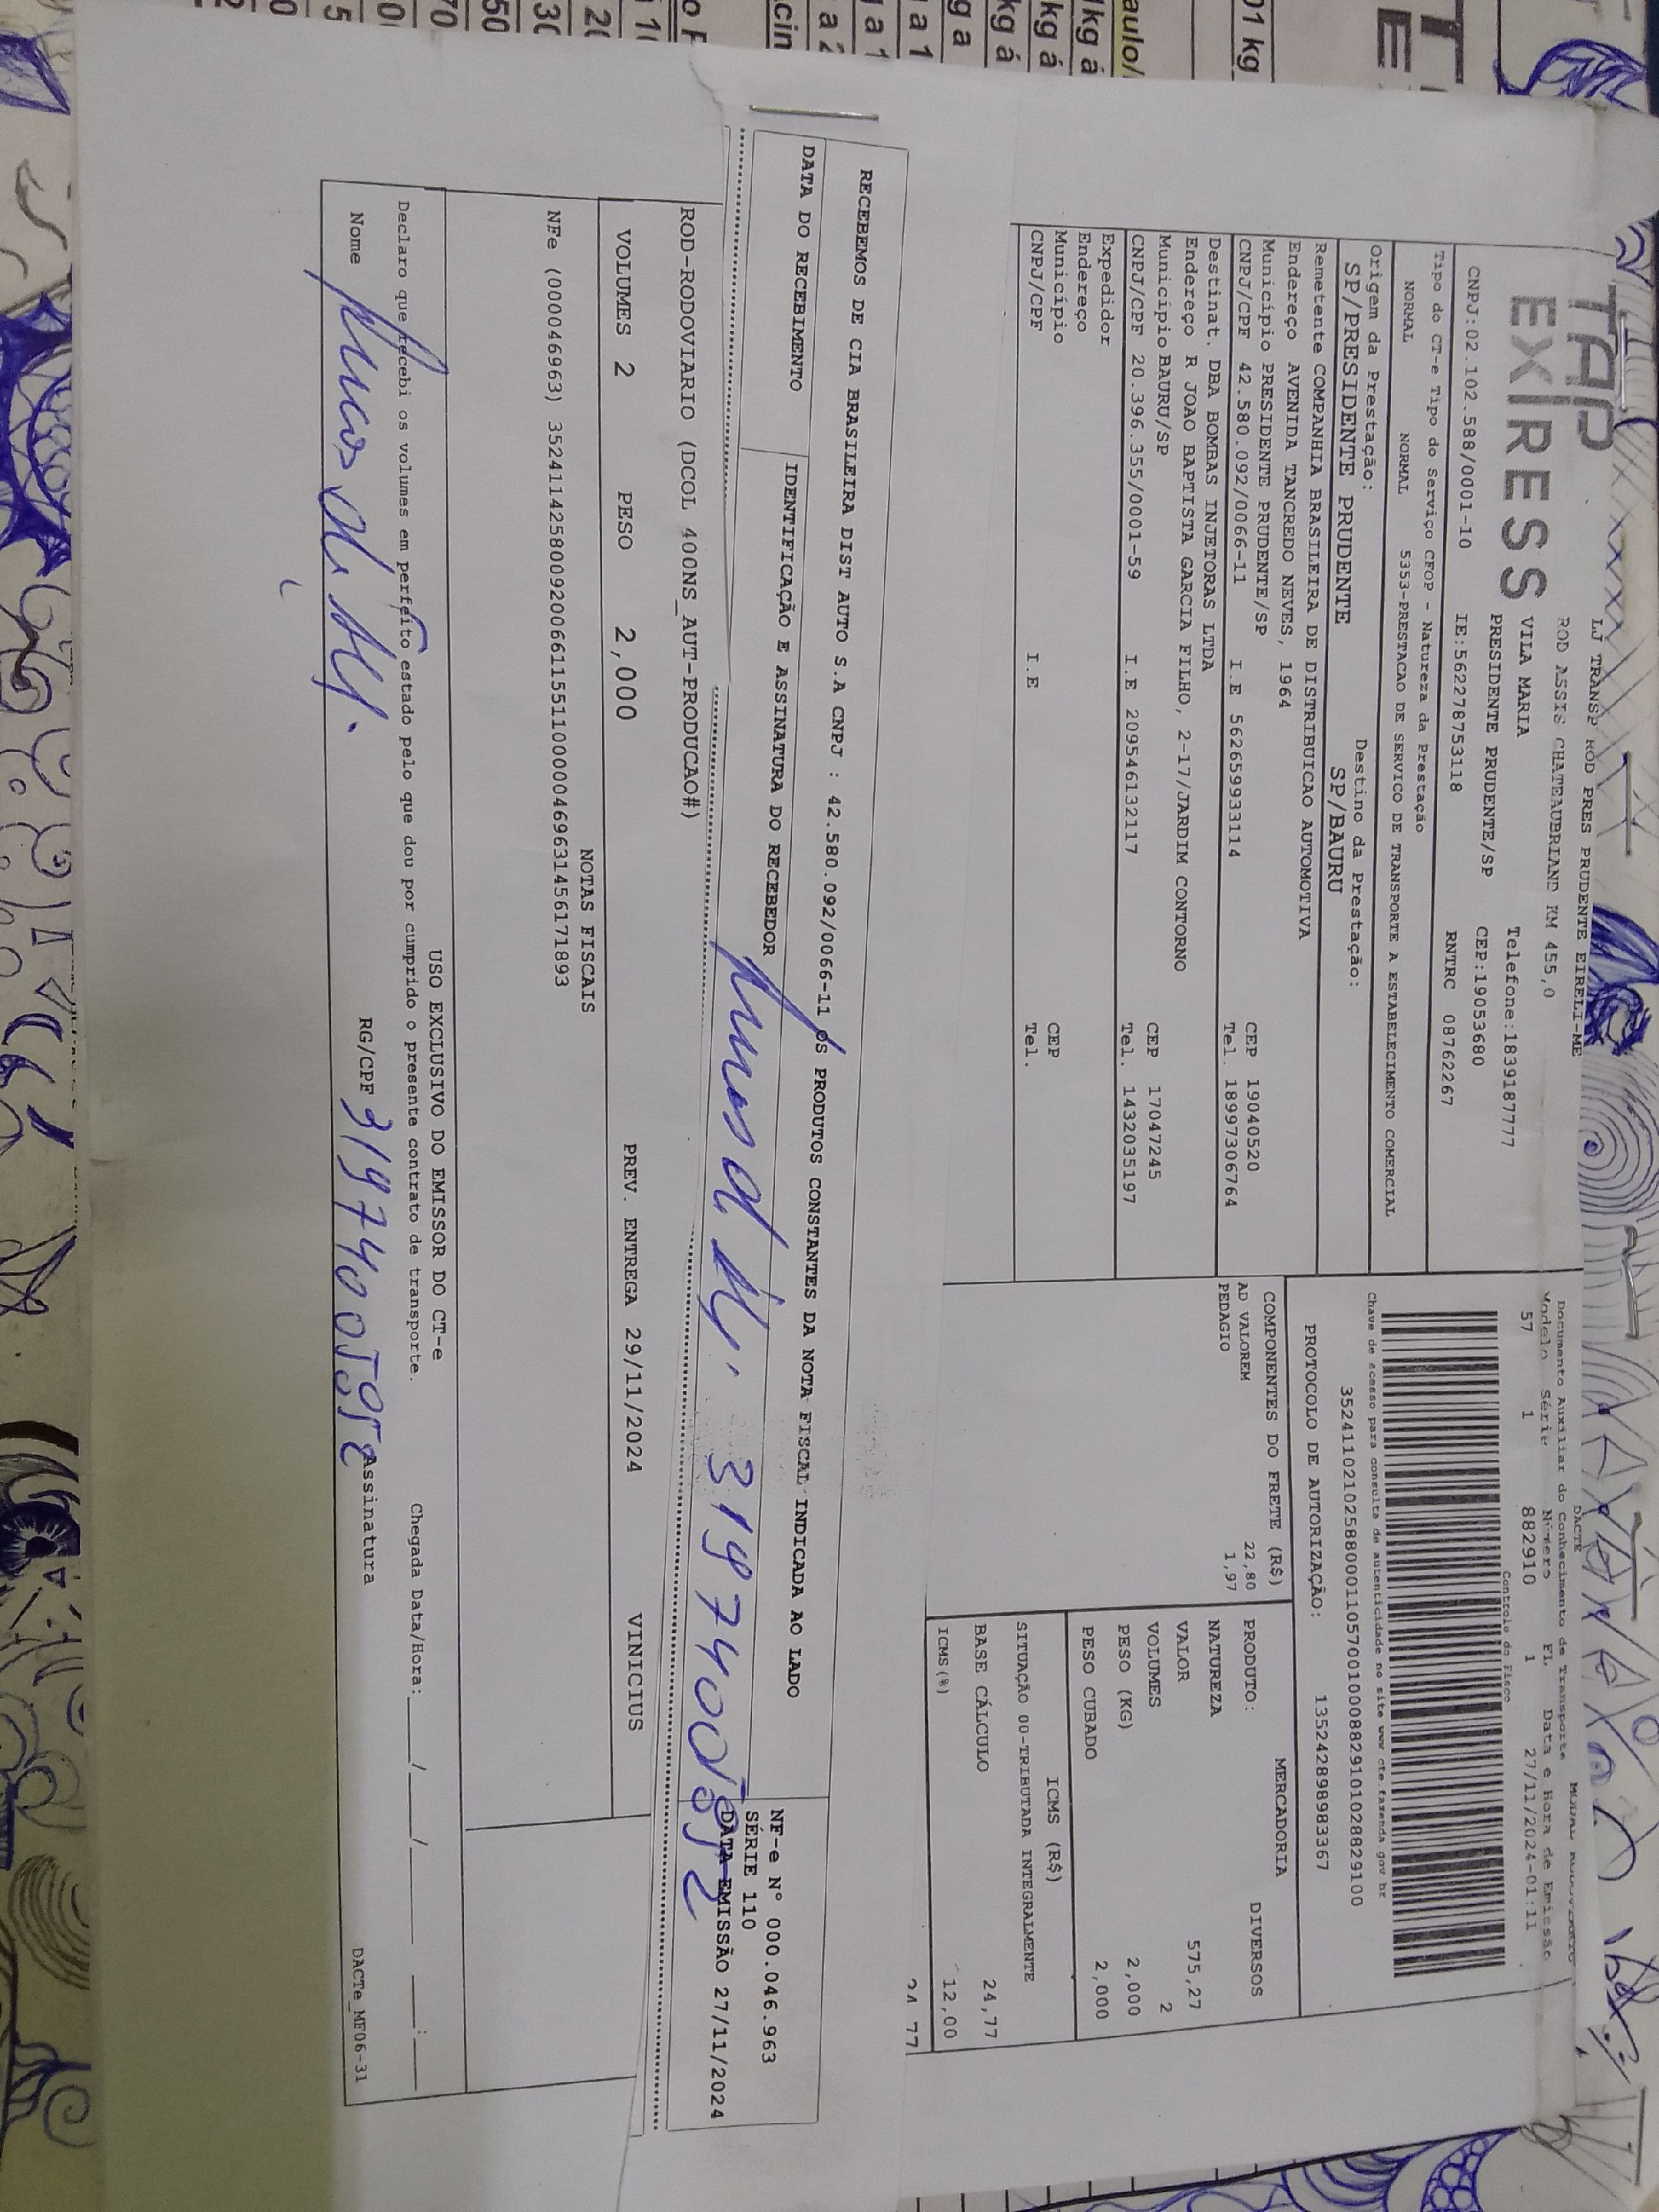 TAP
EXPRESS
LJ TRANSP ROD PRES PRUDENTE EIRELI-ME
ROD ASSIS CHATEAUBRIAND KM 455,0
VILA MARIA
Telefone:1839187777
PRESIDENTE PRUDENTE/SP
CEP:19053680
CNPJ:02.102.588/0001-10
IE:562278753118
RNTRC 08762267
Tipo do CT-e Tipo do Serviço CFOP - Natureza da Prestação
NORMAL NORMAL 5353-PRESTACAO DE SERVICO DE TRANSPORTE A ESTABELECIMENTO COMERCIAL
Origem da Prestação: Destino da Prestação:
SP/PRESIDENTE PRUDENTE SP/BAURU
Remetente COMPANHIA BRASILEIRA DE DISTRIBUICAO AUTOMOTIVA
Endereço AVENIDA TANCREDO NEVES, 1964
Município PRESIDENTE PRUDENTE/SP CEP 19040520
CNPJ/CPF 42.580.092/0066-11 I.E 562659933114 Tel. 18997306764
Destinat. DBA BOMBAS INJETORAS LTDA
Endereço R JOAO BAPTISTA GARCIA FILHO, 2-17/JARDIM CONTORNO
Município BAURU/SP CEP 17047245
CNPJ/CPF 20.396.355/0001-59 I.E 209546132117 Tel. 1432035197
Expedidor
Endereço
Município CEP
CNPJ/CPF I.E Tel.
DACTE
Documento Auxiliar do Conhecimento de Transporte
Modelo Série Número FL Data e Hora de Emissão
57 1 882910 1 27/11/2024-01:11
Controle do Fisco
Chave de acesso para consulta de autenticidade no site www cte.fazenda gov br
35241102102588000110570010008829101028829100
PROTOCOLO DE AUTORIZAÇÃO: 135242898983367
COMPONENTES DO FRETE (R$)
AD VALOREM 22,80
PEDAGIO 1,97
MERCADORIA
PRODUTO: DIVERSOS
NATUREZA
VALOR 575,27
VOLUMES 2
PESO (KG) 2,000
PESO CUBADO 2,000
ICMS (R$)
SITUAÇÃO 00-TRIBUTADA INTEGRALMENTE
BASE CÁLCULO 24,77
ICMS(%) 12,00
24,77
RECEBEMOS DE CIA BRASILEIRA DIST AUTO S.A CNPJ : 42.580.092/0066-11 OS PRODUTOS CONSTANTES DA NOTA FISCAL INDICADA AO LADO
DATA DO RECEBIMENTO IDENTIFICAÇÃO E ASSINATURA DO RECEBEDOR
319740059582
NF-e Nº 000.046.963
SÉRIE 110
DATA EMISSÃO 27/11/2024
ROD-RODOVIARIO (DCOL 400NS_AUT-PRODUCAO#)
VOLUMES 2 PESO 2,000 PREV. ENTREGA 29/11/2024 VINICIUS
NOTAS FISCAIS
NFe (000046963) 35241142580092006611551100000469631456171893
USO EXCLUSIVO DO EMISSOR DO CT-e
Declaro que recebi os volumes em perfeito estado pelo que dou por cumprido o presente contrato de transporte. Chegada Data/Hora:____/____/______ ____:____
Nome RG/CPF Assinatura
DACTe_MF06-31